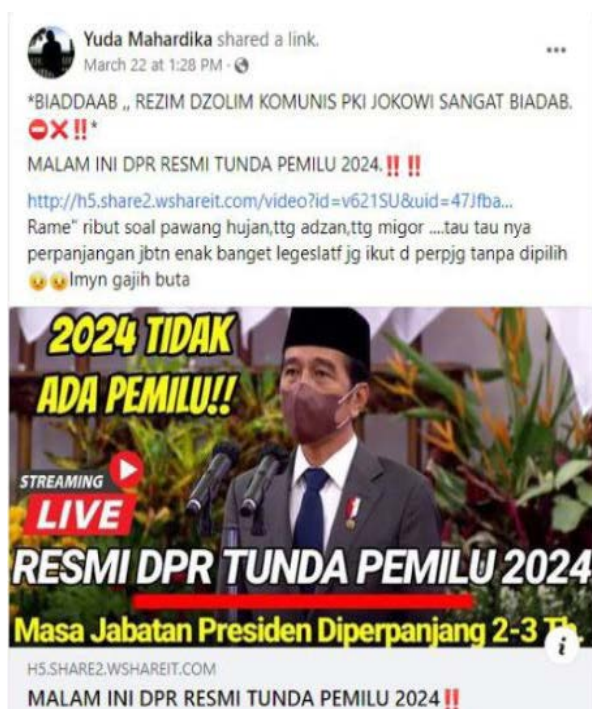 Yuda Mahardika shared a link.
March 22 at 1:28 PM ·
*BIADDAAB ,, REZIM DZOLIM KOMUNIS PKI JOKOWI SANGAT BIADAB.
⛔❌‼️*
MALAM INI DPR RESMI TUNDA PEMILU 2024.‼️ ‼️
http://h5.share2.wshareit.com/video?id=v621SU&uid=47Jfba...
Rame" ribut soal pawang hujan,ttg adzan,ttg migor ....tau tau nya
perpanjangan jbtn enak banget legeslatf jg ikut d perpjg tanpa dipilih
lmyn gajih buta
2024 TIDAK
ADA PEMILU!!
STREAMING
LIVE
RESMI DPR TUNDA PEMILU 2024
Masa Jabatan Presiden Diperpanjang 2-3 Th.
i
H5.SHARE2.WSHAREIT.COM
MALAM INI DPR RESMI TUNDA PEMILU 2024‼️